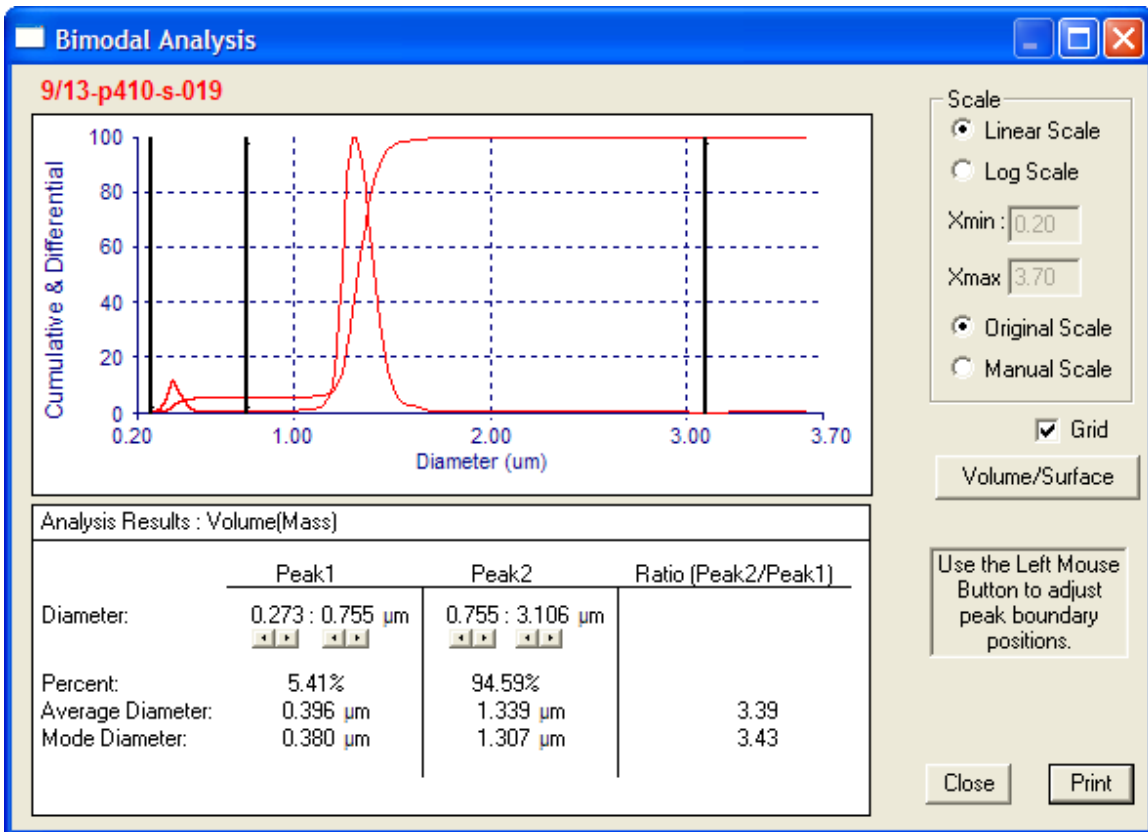 Bimodal Analysis
9/13-p410-s-019
Cumulative & Differential
100
80
60
40
20
0
0.20 1.00 2.00 3.00 3.70
Diameter (um)
Scale
Linear Scale
Log Scale
Xmin : 0.20
Xmax 3.70
Original Scale
Manual Scale
Grid
Volume/Surface
Use the Left Mouse
Button to adjust
peak boundary
positions.
Analysis Results : Volume(Mass)
Peak1 Peak2 Ratio (Peak2/Peak1)
Diameter: 0.273 : 0.755 µm 0.755 : 3.106 µm
Percent: 5.41% 94.59%
Average Diameter: 0.396 µm 1.339 µm 3.39
Mode Diameter: 0.380 µm 1.307 µm 3.43
Close Print